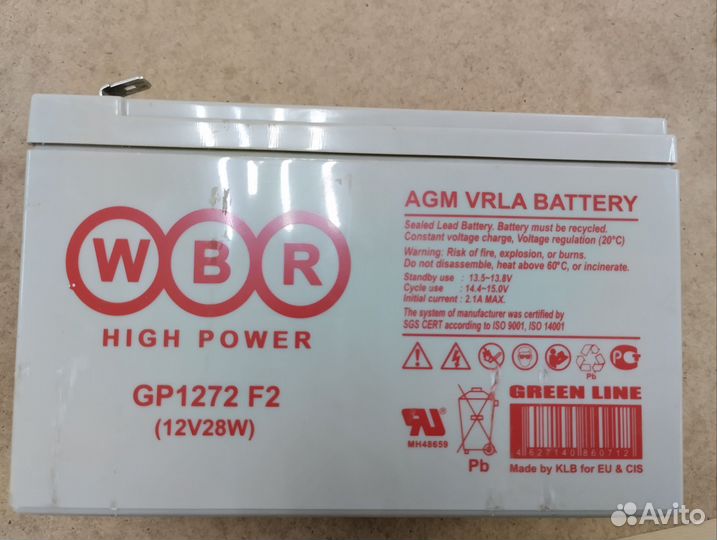 WBR
HIGH POWER
GP1272 F2
(12V28W)
AGM VRLA BATTERY
Sealed Lead Battery. Battery must be recycled.
Constant voltage charge, Voltage regulation (20°C)
Warning: Risk of fire, explosion, or burns.
Do not disassemble, heat above 60°C, or incinerate.
Standby use : 13.5~13.8V
Cycle use : 14.4~15.0V
Initial current : 2.1A MAX.
The system of manufacturer was certified by
SGS CERT according to ISO 9001, ISO 14001
Pb
PCT
GREEN LINE
MH48659
Pb
4627140860712
Made by KLB for EU & CIS
Avito